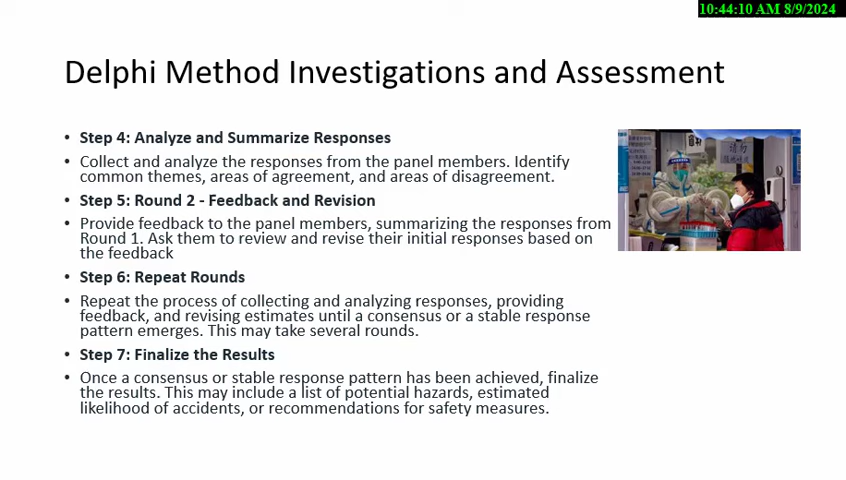 10:44:10 AM 8/9/2024
Delphi Method Investigations and Assessment
• Step 4: Analyze and Summarize Responses
• Collect and analyze the responses from the panel members. Identify
common themes, areas of agreement, and areas of disagreement.
• Step 5: Round 2 - Feedback and Revision
• Provide feedback to the panel members, summarizing the responses from
Round 1. Ask them to review and revise their initial responses based on
the feedback
• Step 6: Repeat Rounds
• Repeat the process of collecting and analyzing responses, providing
feedback, and revising estimates until a consensus or a stable response
pattern emerges. This may take several rounds.
• Step 7: Finalize the Results
• Once a consensus or stable response pattern has been achieved, finalize
the results. This may include a list of potential hazards, estimated
likelihood of accidents, or recommendations for safety measures.
请勿